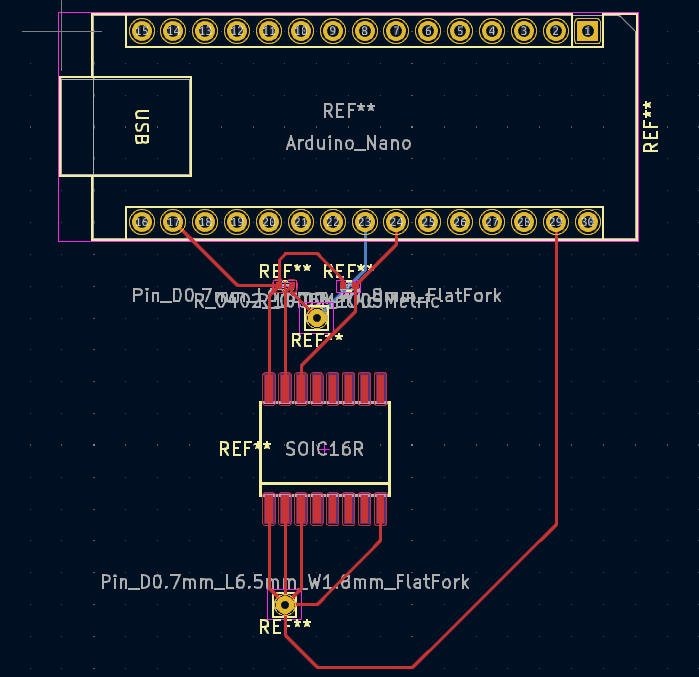 15 14 13 12 11 10 9 8 7 6 5 4 3 2 1
USB
REF**
Arduino_Nano
REF**
16 17 18 19 20 21 22 23 24 25 26 27 28 29 30
REF** REF**
REF**
REF** SOIC16R
Pin_D0.7mm_L6.5mm_W1.8mm_FlatFork
REF**